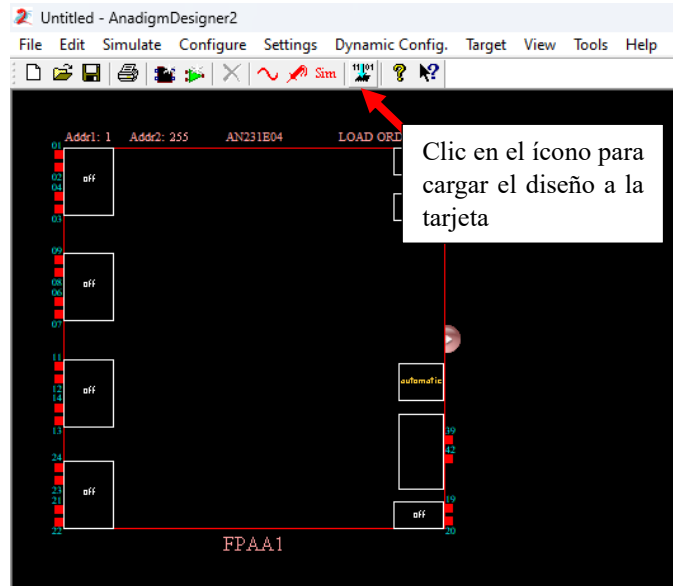 Untitled - AnadigmDesigner2
File Edit Simulate Configure Settings Dynamic Config. Target View Tools Help
Sim
Addr1: 1 Addr2: 255 AN231E04 LOAD ORD
Clic en el ícono para
cargar el diseño a la
tarjeta
01
off
02
04
03
09
off
08
06
07
11
automatic
off
12
14
13
39
42
24
off
23
21
19
off
22
20
FPAA1